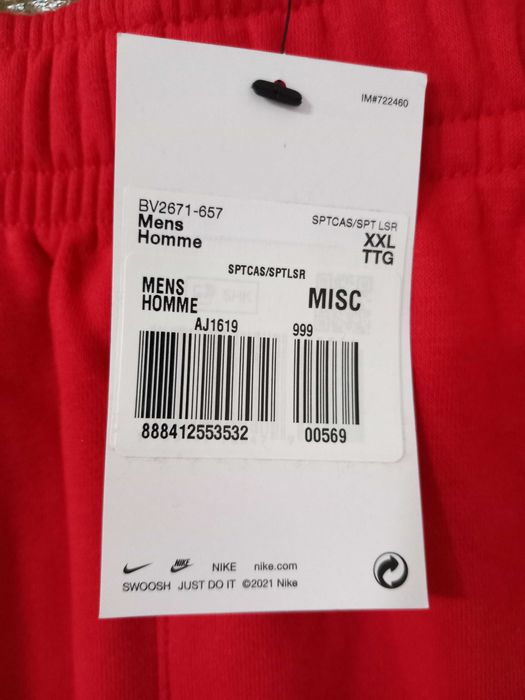 IM#722460
BV2671-657
Mens
Homme
SPTCAS/SPT LSR
XXL
TTG
SPTCAS/SPTLSR
MENS
HOMME
MISC
AJ1619 999
888412553532 00569
NIKE NIKE nike.com
SWOOSH JUST DO IT ©2021 Nike